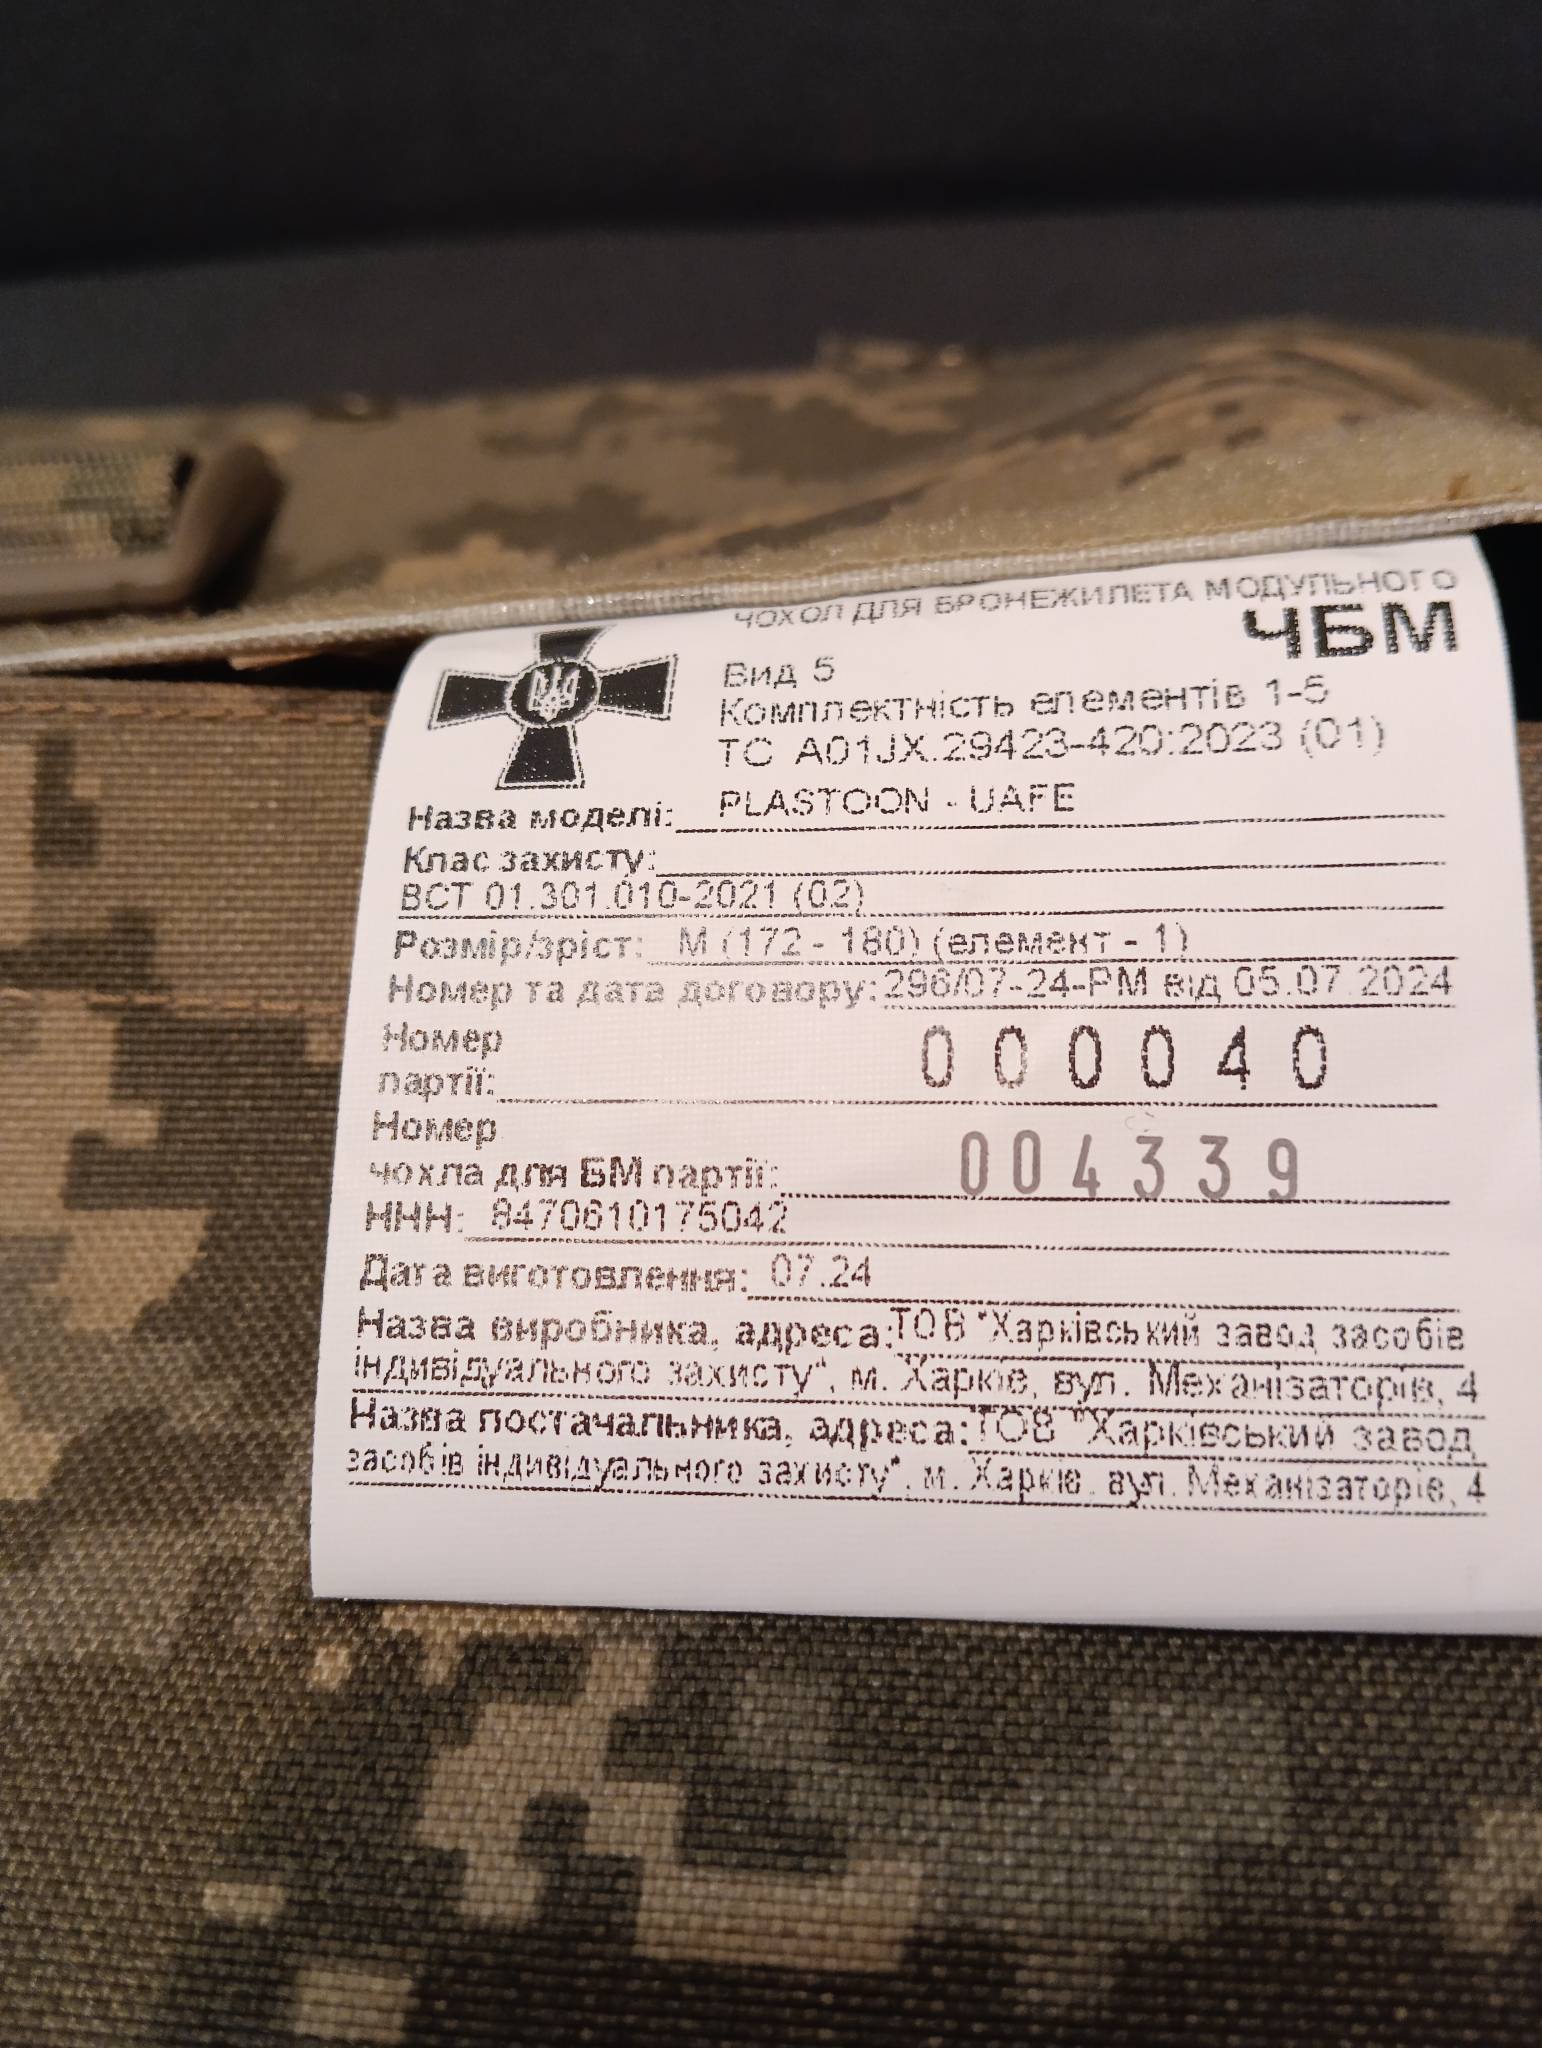 ЧОХОЛ ДЛЯ БРОНЕЖИЛЕТА МОДУЛЬНОГО
ЧБМ
Вид 5
Комплектність елементів 1-5
ТС А01JX.29423-420:2023 (01)
Назва моделі: PLASTOON - UAFE
Клас захисту:
ВСТ 01.301.010-2021 (02)
Розмір/зріст: М (172 - 180) (елемент - 1)
Номер та дата договору: 296/07-24-РМ від 05.07.2024
Номер
партії: 000040
Номер
чохла для БМ партії: 004339
ННН: 8470610175042
Дата виготовлення: 07.24
Назва виробника, адреса: ТОВ "Харківський завод засобів
індивідуального захисту", м. Харків, вул. Механізаторів, 4
Назва постачальника, адреса: ТОВ "Харківський завод
засобів індивідуального захисту", м. Харків, вул. Механізаторів, 4